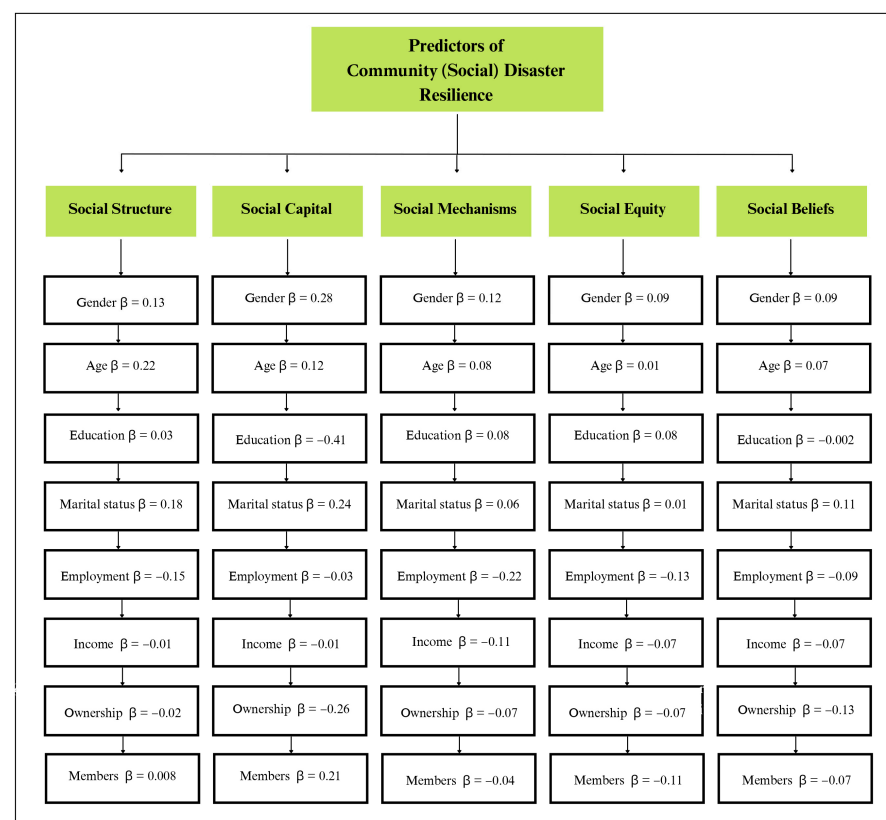 Predictors of
Community (Social) Disaster
Resilience
Social Structure
Social Capital
Social Mechanisms
Social Equity
Social Beliefs
Gender β = 0.13
Gender β = 0.28
Gender β = 0.12
Gender β = 0.09
Gender β = 0.09
Age β = 0.22
Age β = 0.12
Age β = 0.08
Age β = 0.01
Age β = 0.07
Education β = 0.03
Education β = –0.41
Education β = 0.08
Education β = 0.08
Education β = –0.002
Marital status β = 0.18
Marital status β = 0.24
Marital status β = 0.06
Marital status β = 0.01
Marital status β = 0.11
Employment β = –0.15
Employment β = –0.03
Employment β = –0.22
Employment β = –0.13
Employment β = –0.09
Income β = –0.01
Income β = –0.01
Income β = –0.11
Income β = –0.07
Income β = –0.07
Ownership β = –0.02
Ownership β = –0.26
Ownership β = –0.07
Ownership β = –0.07
Ownership β = –0.13
Members β = 0.008
Members β = 0.21
Members β = –0.04
Members β = –0.11
Members β = –0.07